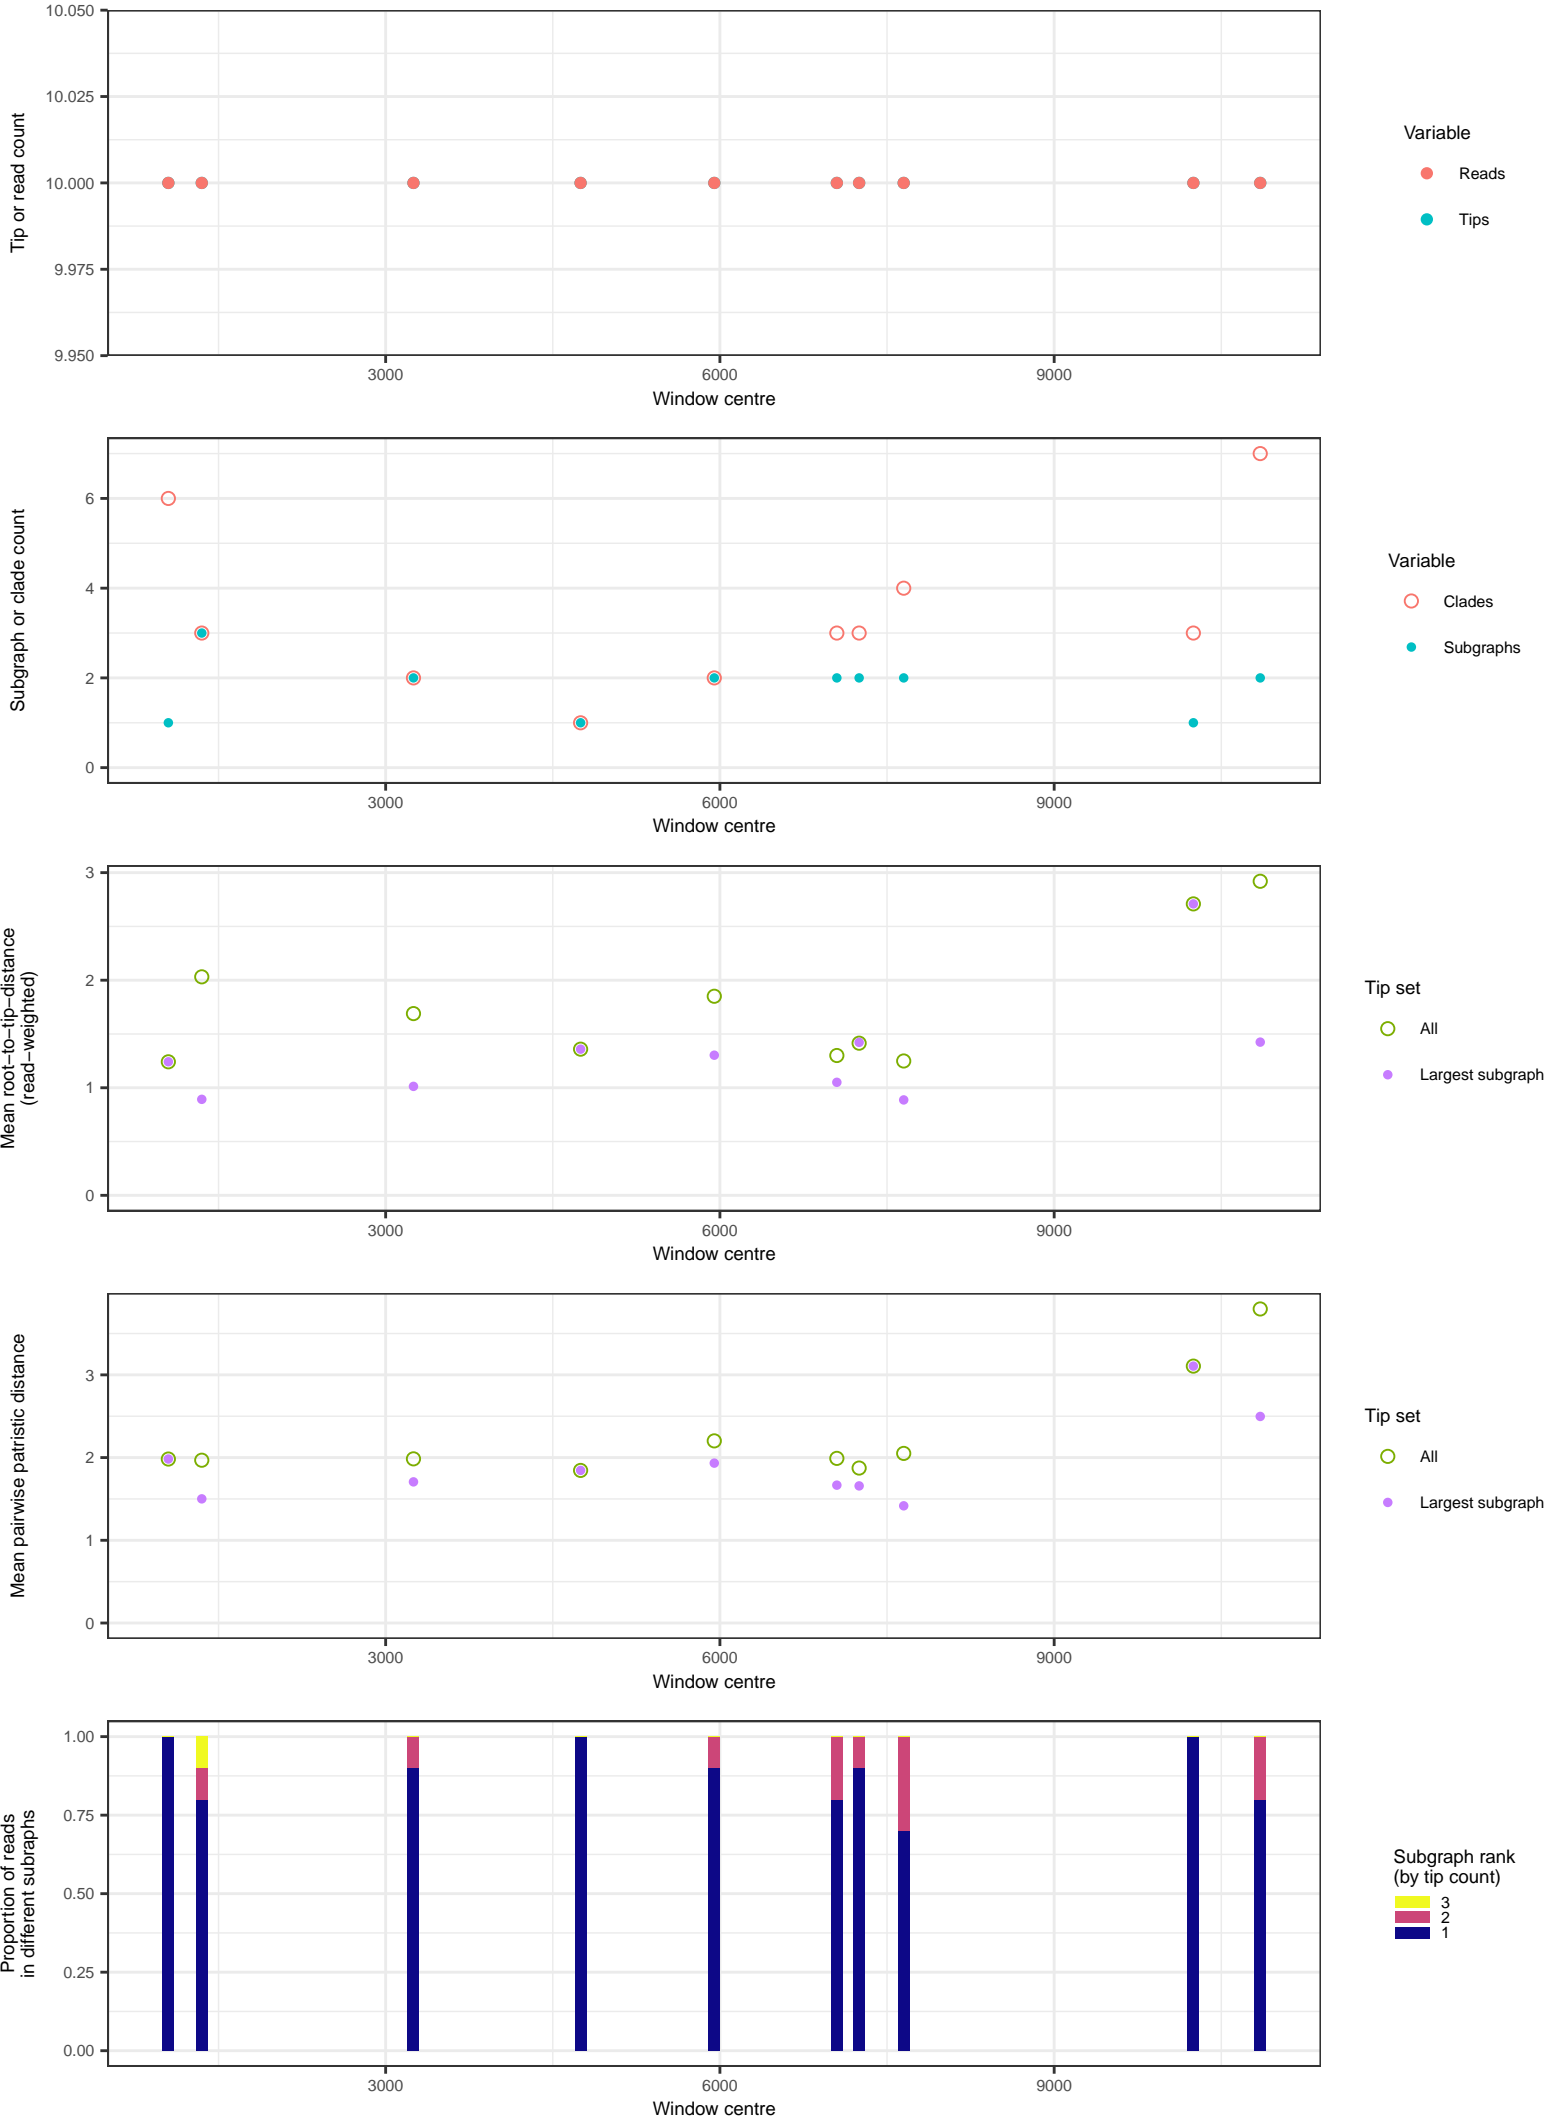 10.050
10.025
10.000
9.975
9.950
Tip or read count
3000 6000 9000
Window centre
Variable
Reads
Tips
6
4
2
0
Subgraph or clade count
3000 6000 9000
Window centre
Variable
Clades
Subgraphs
3
2
1
0
Mean root−to−tip−distance
(read−weighted)
3000 6000 9000
Window centre
Tip set
All
Largest subgraph
3
2
1
0
Mean pairwise patristic distance
3000 6000 9000
Window centre
Tip set
All
Largest subgraph
1.00
0.75
0.50
0.25
0.00
Proportion of reads
in different subraphs
3000 6000 9000
Window centre
Subgraph rank
(by tip count)
3
2
1